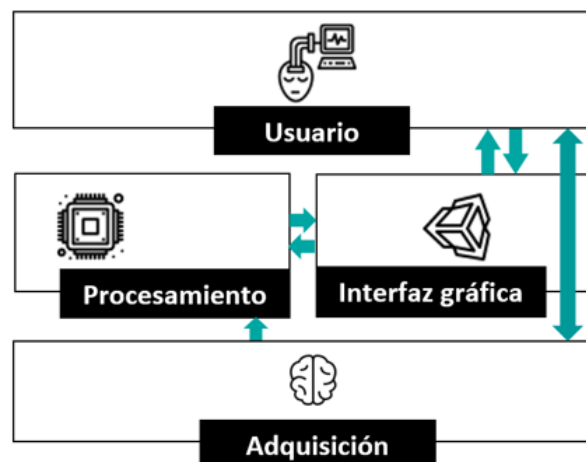 Usuario
Procesamiento
Interfaz gráfica
Adquisición